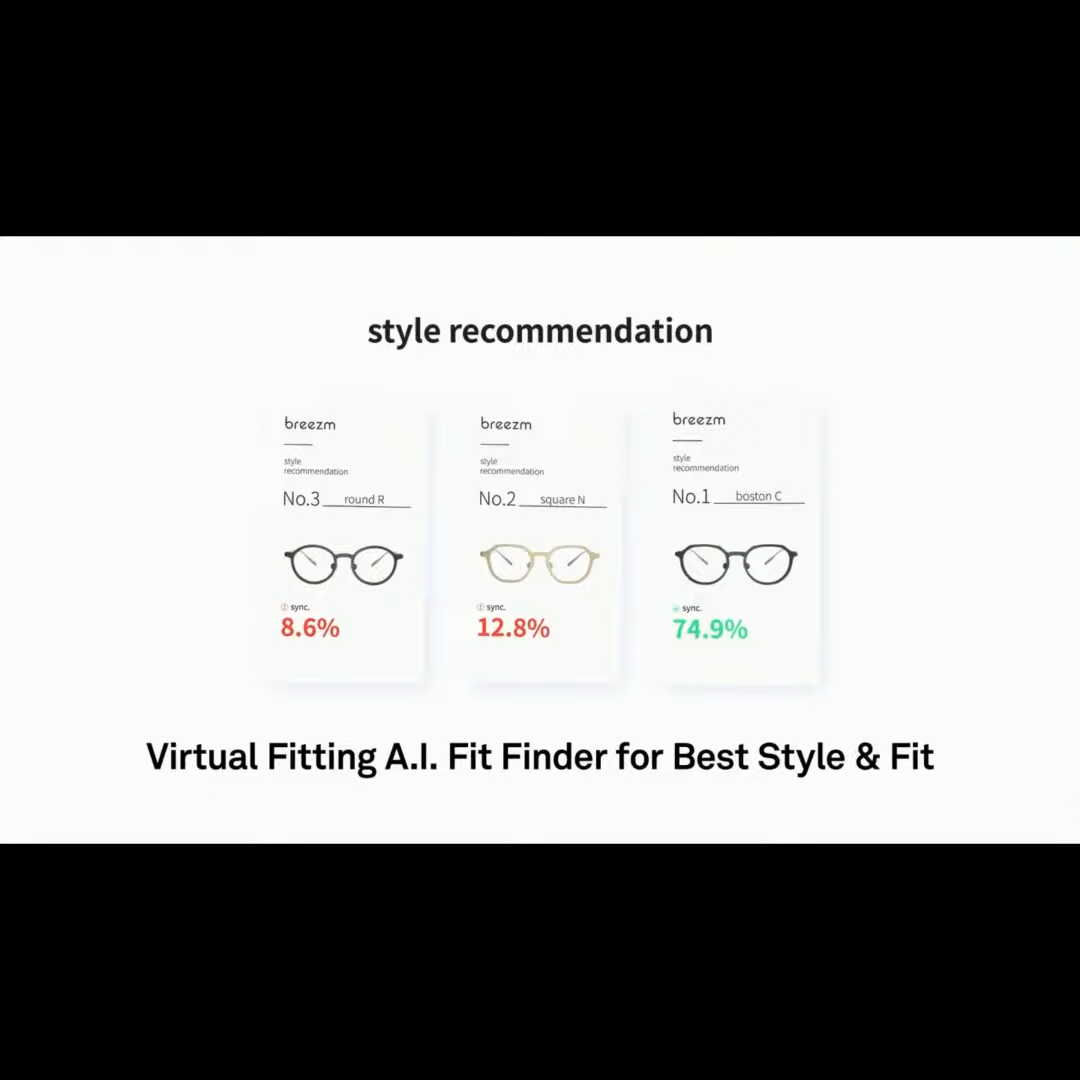 style recommendation
breezm
style
recommendation
No.3 round R
sync.
8.6%
breezm
style
recommendation
No.2 square N
sync.
12.8%
breezm
style
recommendation
No.1 boston C
sync.
74.9%
Virtual Fitting A.I. Fit Finder for Best Style & Fit